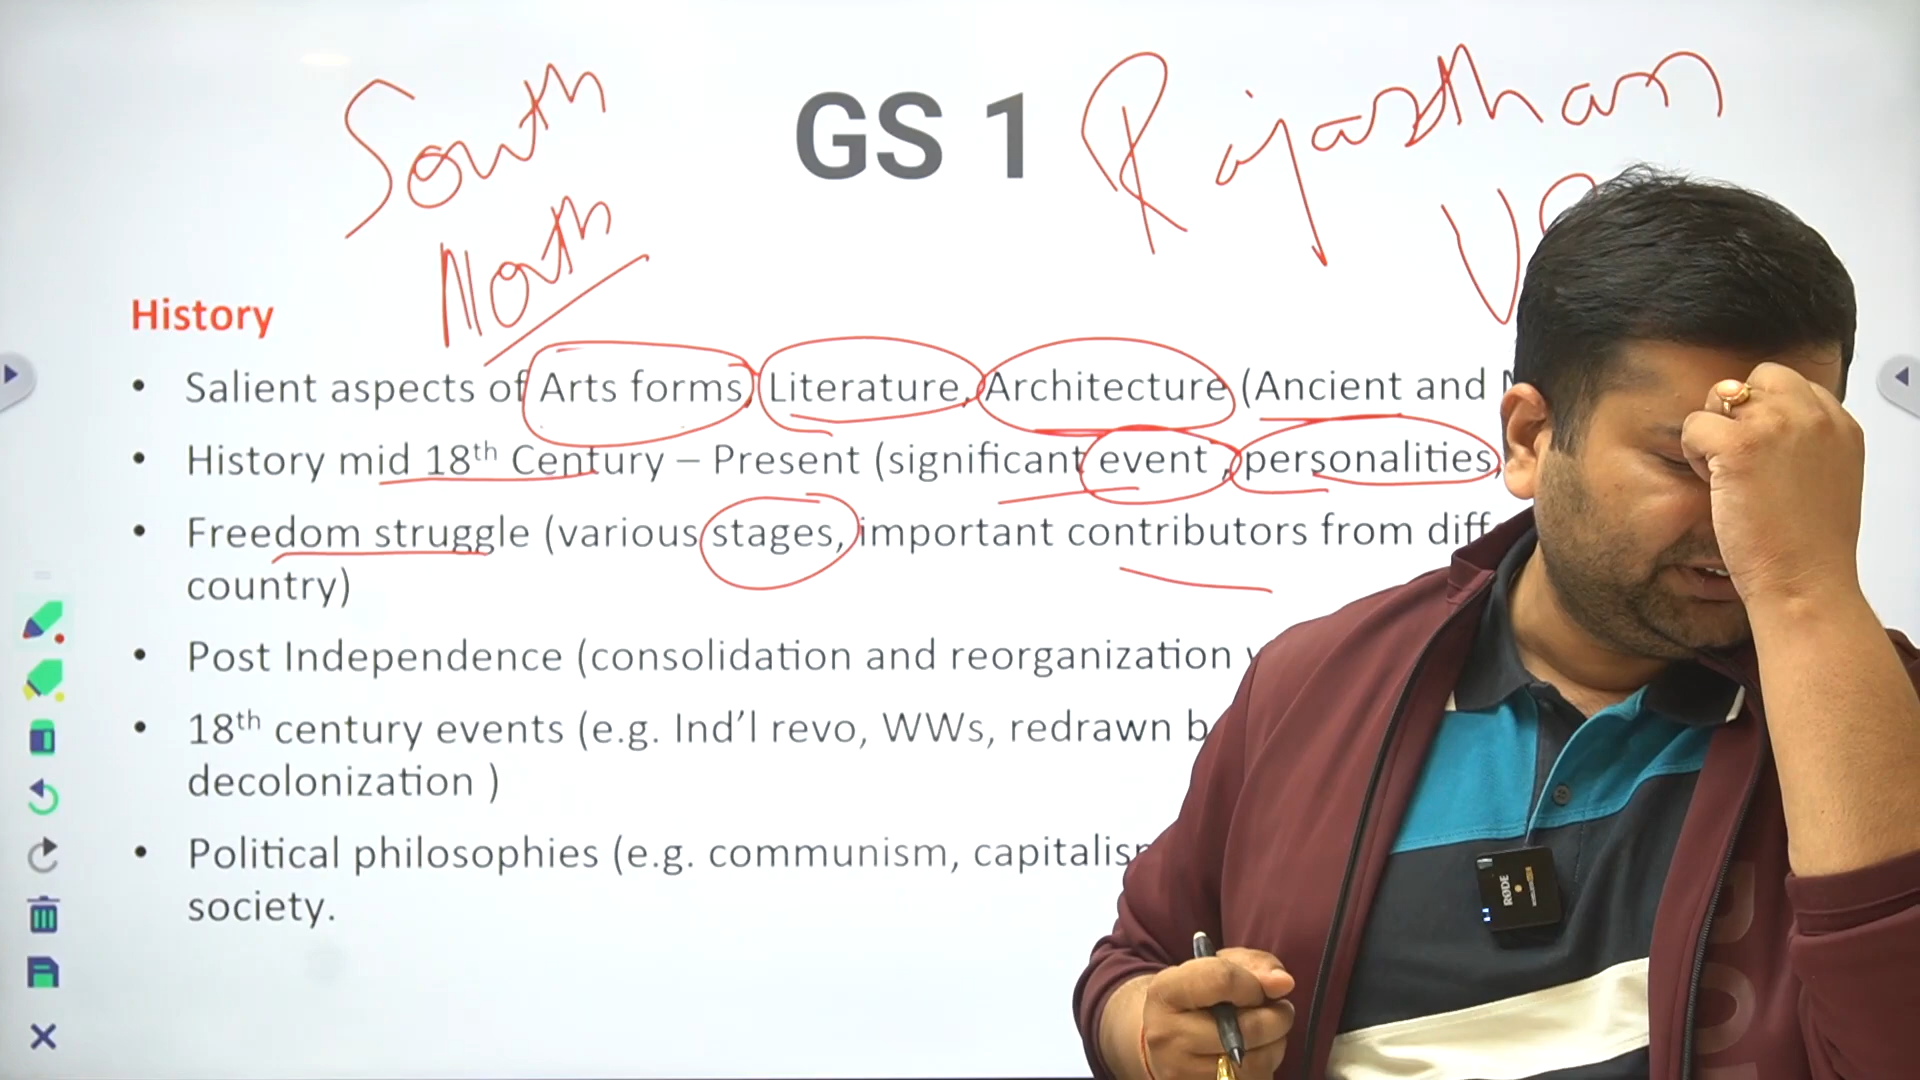 South
GS 1
Rajasthan
North
History
• Salient aspects of Arts forms, Literature, Architecture (Ancient and
• History mid 18th Century – Present (significant event , personalities,
• Freedom struggle (various stages, important contributors from diff
country)
• Post Independence (consolidation and reorganization
• 18th century events (e.g. Ind’l revo, WWs, redrawn b
decolonization )
• Political philosophies (e.g. communism, capitalism
society.
RØDE